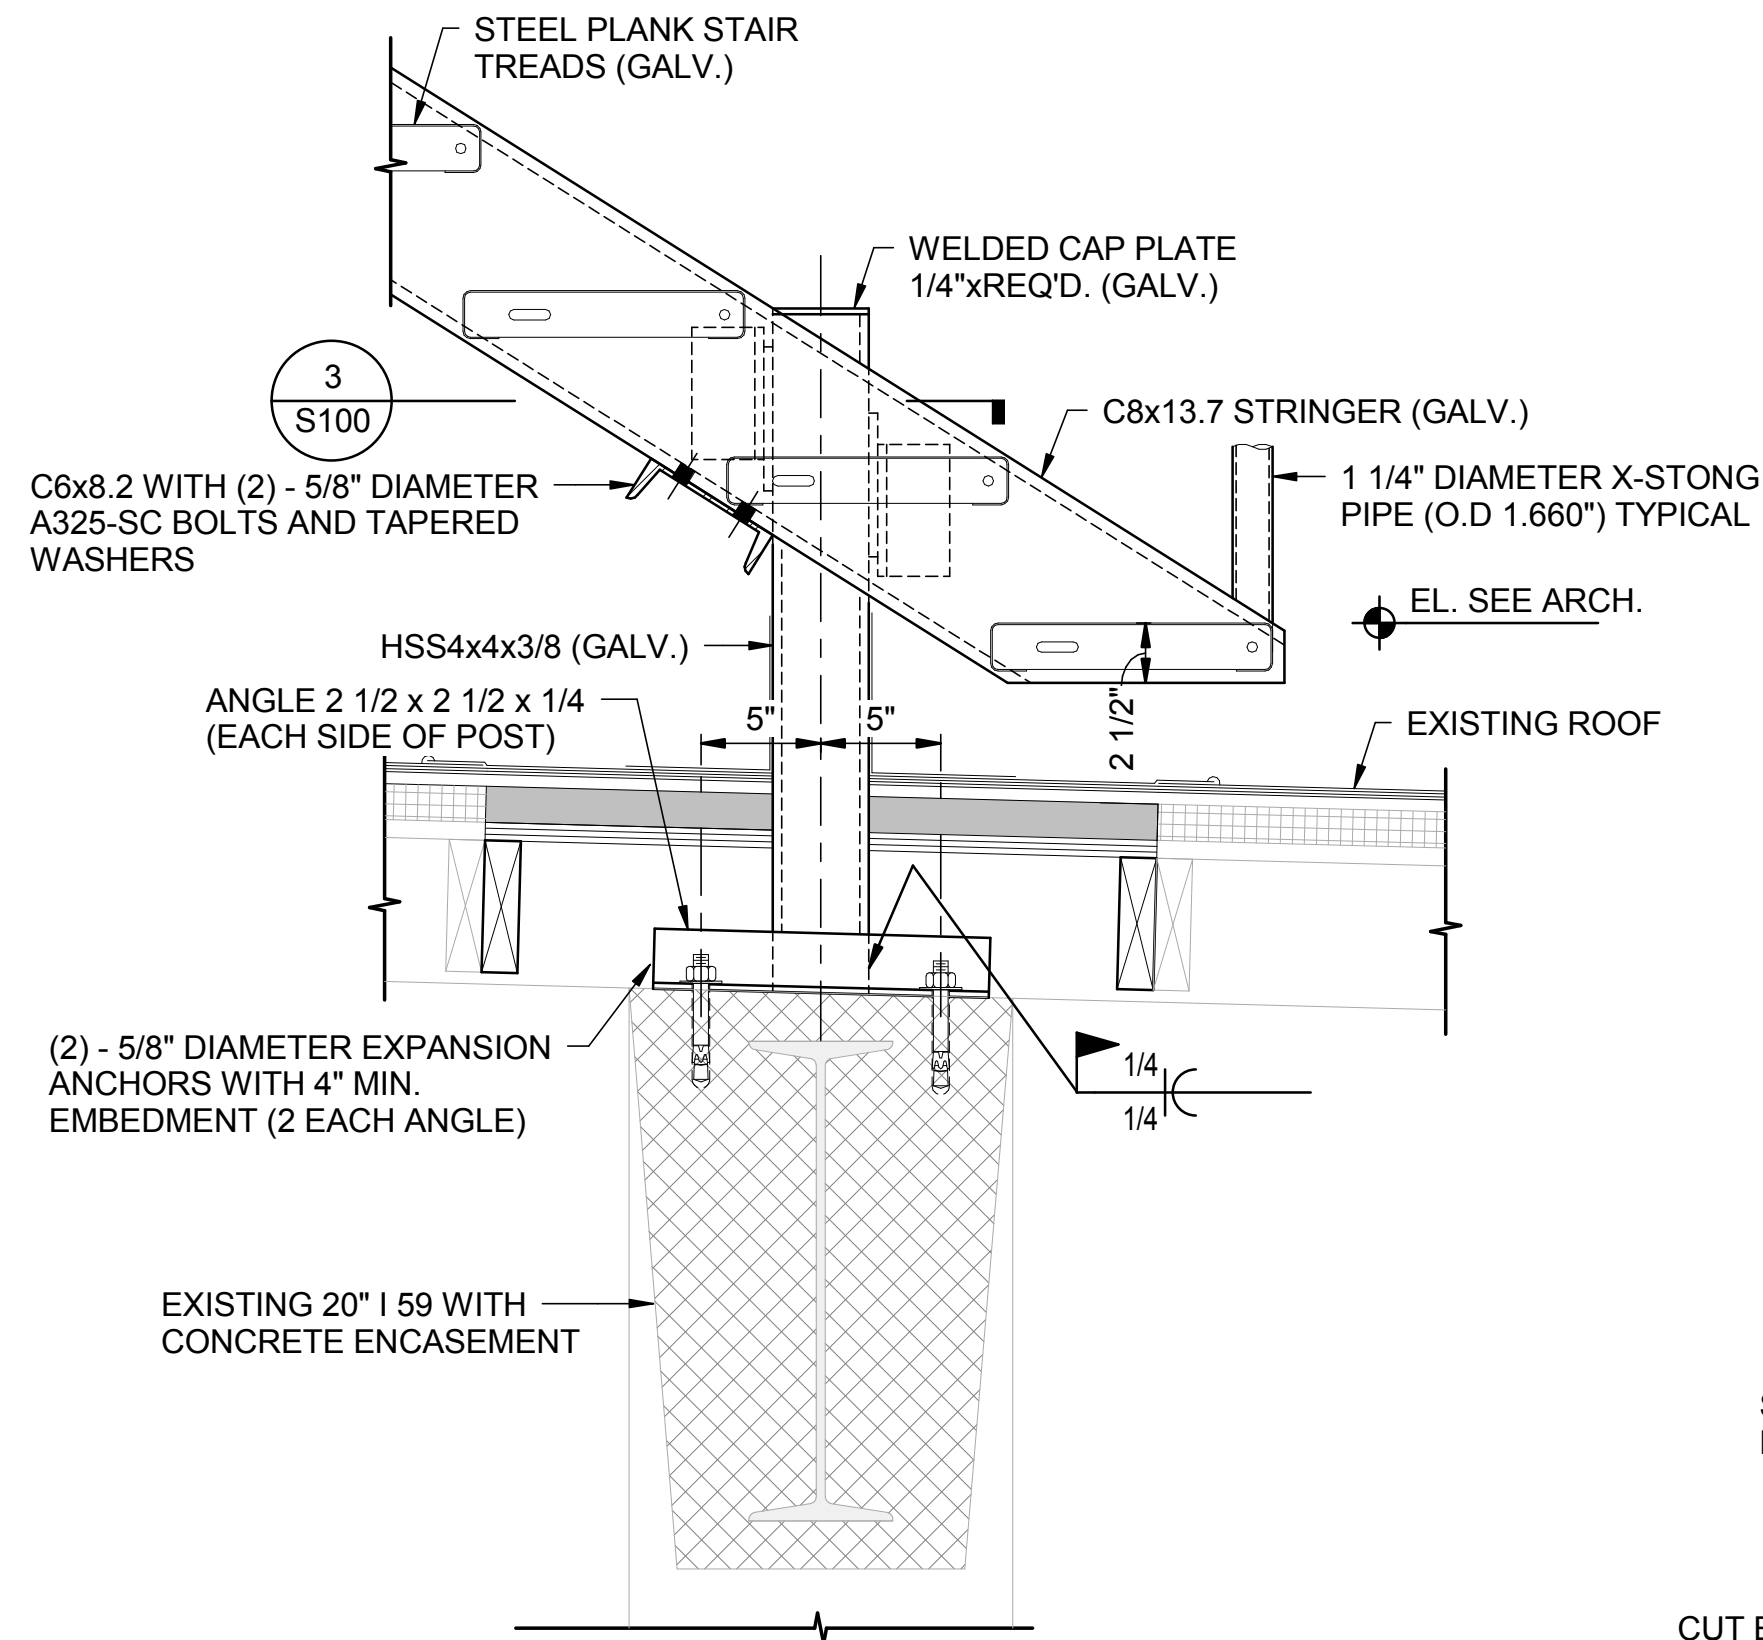 STEEL PLANK STAIR
TREADS (GALV.)
WELDED CAP PLATE
1/4"xREQ'D. (GALV.)
3
S100
C8x13.7 STRINGER (GALV.)
C6x8.2 WITH (2) - 5/8" DIAMETER
A325-SC BOLTS AND TAPERED
WASHERS
1 1/4" DIAMETER X-STONG
PIPE (O.D 1.660") TYPICAL
EL. SEE ARCH.
HSS4x4x3/8 (GALV.)
ANGLE 2 1/2 x 2 1/2 x 1/4
(EACH SIDE OF POST)
5"
5"
2 1/2"
EXISTING ROOF
(2) - 5/8" DIAMETER EXPANSION
ANCHORS WITH 4" MIN.
EMBEDMENT (2 EACH ANGLE)
1/4
1/4
EXISTING 20" I 59 WITH
CONCRETE ENCASEMENT
CUT